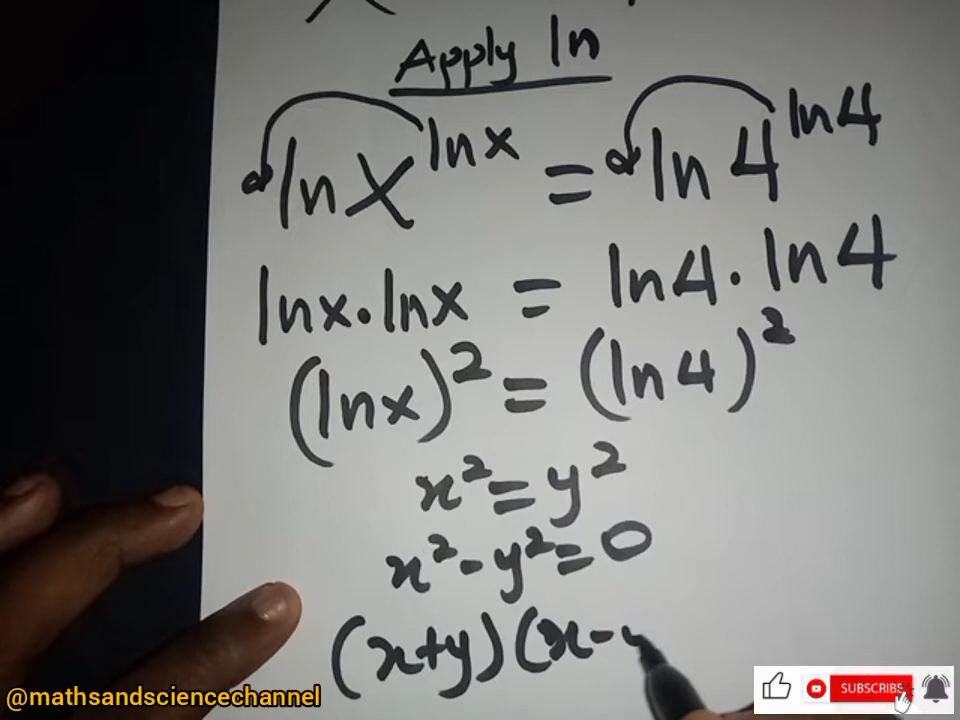 Apply ln
ln x^ln x = ln 4^ln 4
ln x . ln x = ln 4 . ln 4
(ln x)^2 = (ln 4)^2
x^2 = y^2
x^2 - y^2 = 0
(x+y)(x-
@mathsandsciencechannel
SUBSCRIBE